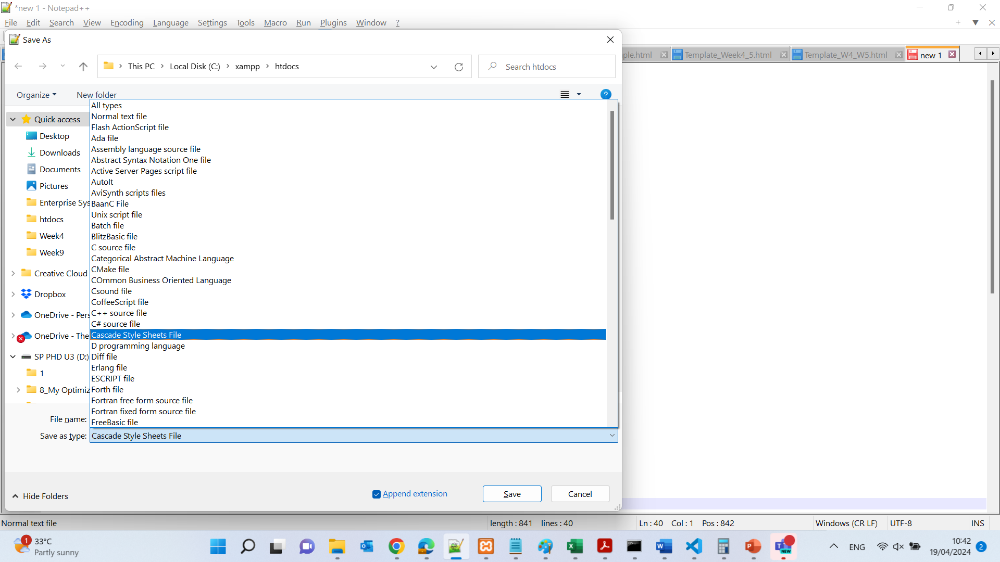 *new 1 - Notepad++
File Edit Search View Encoding Language Settings Tools Macro Run Plugins Window ?
Save As
ple.html Template_Week4_5.html Template_W4_W5.html new 1
This PC Local Disk (C:) xampp htdocs
Search htdocs
Organize New folder
?
Quick access
Desktop
Downloads
Documents
Pictures
Enterprise Sys
htdocs
Week4
Week9
Creative Cloud
Dropbox
OneDrive - Pers
OneDrive - The
SP PHD U3 (D:)
1
8_My Optimiz
All types
Normal text file
Flash ActionScript file
Ada file
Assembly language source file
Abstract Syntax Notation One file
Active Server Pages script file
AutoIt
AviSynth scripts files
BaanC File
Unix script file
Batch file
BlitzBasic file
C source file
Categorical Abstract Machine Language
CMake file
COmmon Business Oriented Language
Csound file
CoffeeScript file
C++ source file
C# source file
Cascade Style Sheets File
D programming language
Diff file
Erlang file
ESCRIPT file
Forth file
Fortran free form source file
Fortran fixed form source file
FreeBasic file
File name:
Save as type: Cascade Style Sheets File
Hide Folders
Append extension
Save
Cancel
Normal text file length : 841 lines : 40 Ln : 40 Col : 1 Pos : 842 Windows (CR LF) UTF-8 INS
1
33°C
Partly sunny
NEW
ENG
10:42
19/04/2024
2